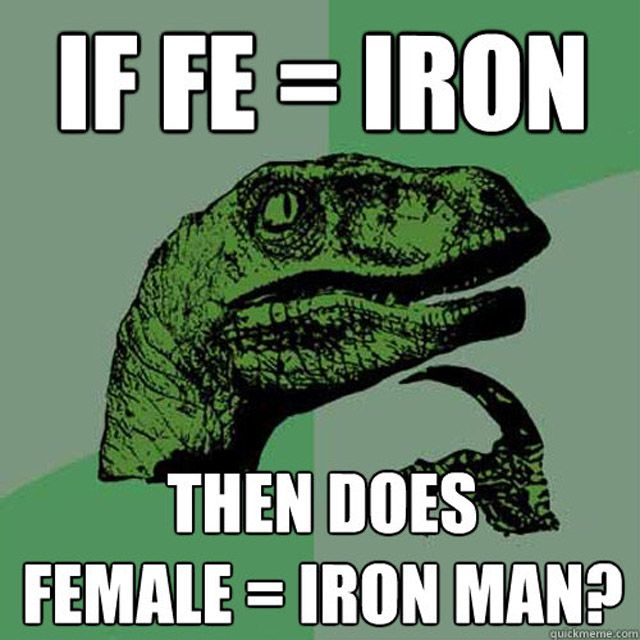 IF FE = IRON
THEN DOES
FEMALE = IRON MAN?
quickmeme.com